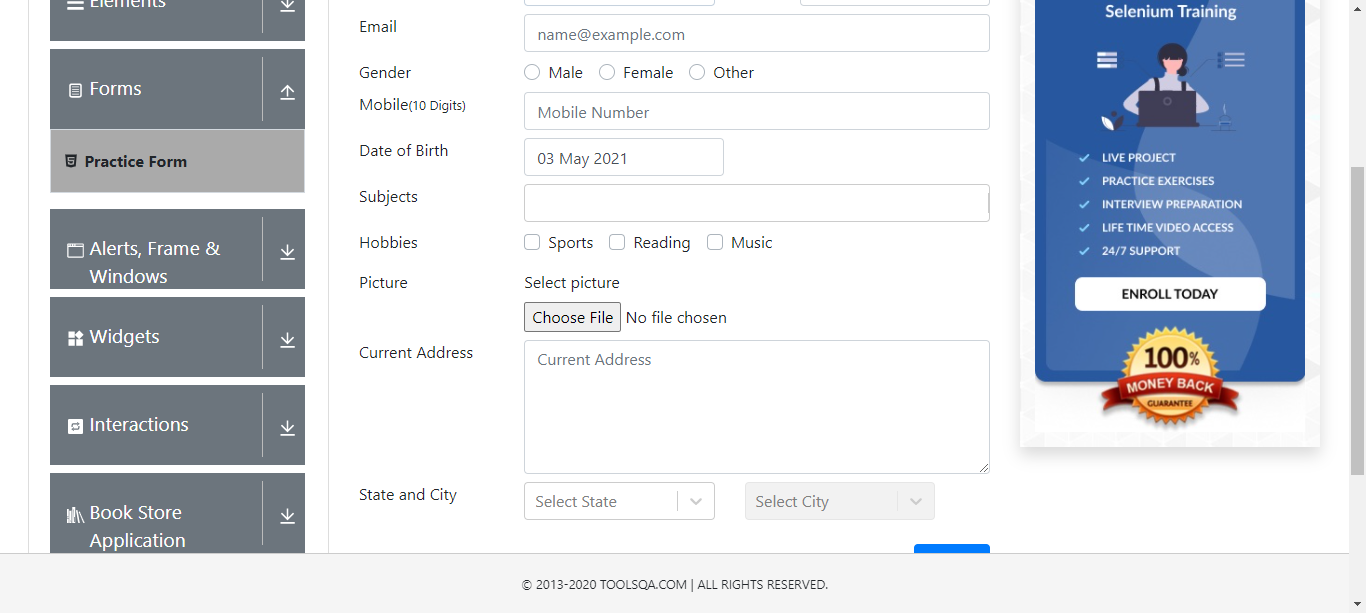 Elements
Forms
Practice Form
Alerts, Frame &
Windows
Widgets
Interactions
Book Store
Application
Email
name@example.com
Gender
Male Female Other
Mobile(10 Digits)
Mobile Number
Date of Birth
03 May 2021
Subjects
Hobbies
Sports Reading Music
Picture
Select picture
Choose File No file chosen
Current Address
Current Address
State and City
Select State Select City
Selenium Training
LIVE PROJECT
PRACTICE EXERCISES
INTERVIEW PREPARATION
LIFE TIME VIDEO ACCESS
24/7 SUPPORT
ENROLL TODAY
100%
MONEY BACK
GUARANTEE
© 2013-2020 TOOLSQA.COM | ALL RIGHTS RESERVED.